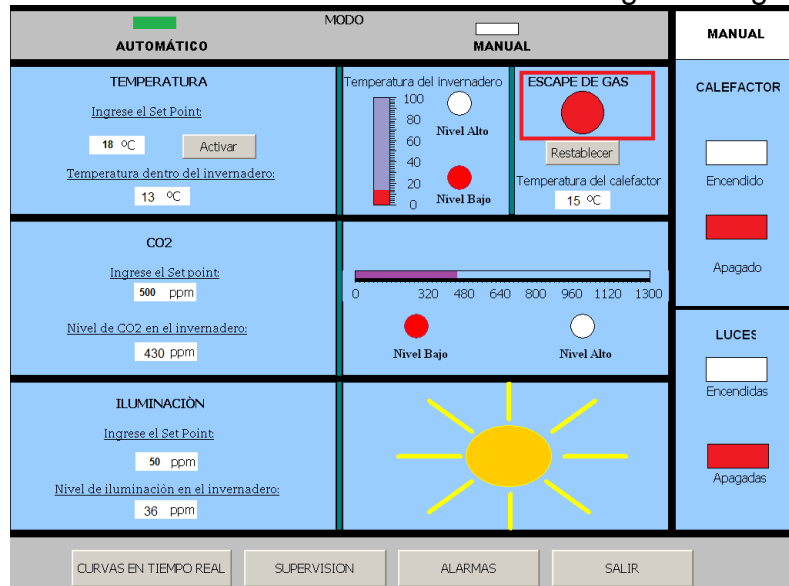 MODO
AUTOMÁTICO
MANUAL
MANUAL
TEMPERATURA
Ingrese el Set Point:
18 ºC
Activar
Temperatura dentro del invernadero:
13 ºC
Temperatura del invernadero
100
80
60
40
20
0
Nivel Alto
Nivel Bajo
ESCAPE DE GAS
Restablecer
Temperatura del calefactor
15 ºC
CALEFACTOR
Encendido
Apagado
CO2
Ingrese el Set point:
500 ppm
Nivel de CO2 en el invernadero:
430 ppm
0 320 480 640 800 960 1120 1300
Nivel Bajo
Nivel Alto
LUCES
Encendidas
Apagadas
ILUMINACIÒN
Ingrese el Set Point:
50 ppm
Nivel de iluminación en el invernadero:
36 ppm
CURVAS EN TIEMPO REAL
SUPERVISION
ALARMAS
SALIR